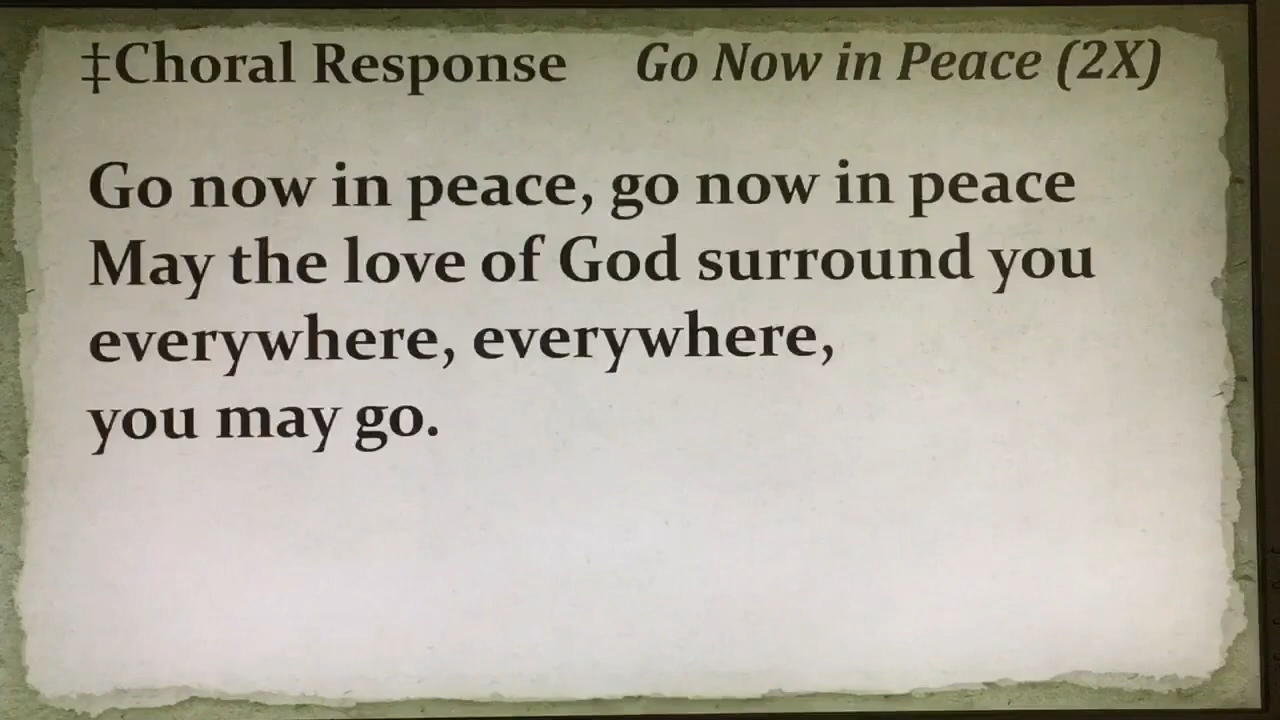 ‡Choral Response Go Now in Peace (2X)
Go now in peace, go now in peace
May the love of God surround you
everywhere, everywhere,
you may go.